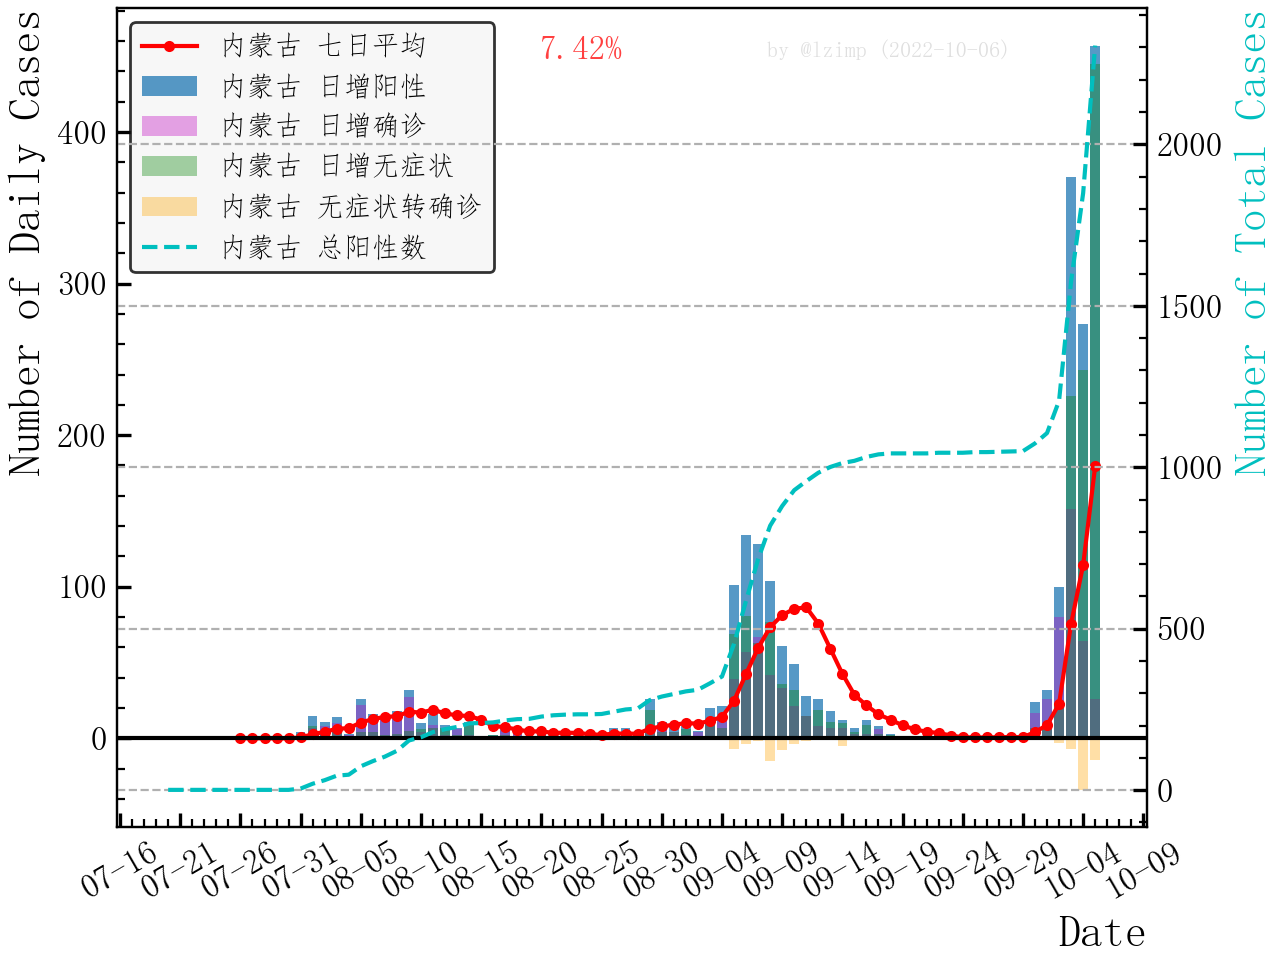 内蒙古 七日平均
内蒙古 日增阳性
内蒙古 日增确诊
内蒙古 日增无症状
内蒙古 无症状转确诊
内蒙古 总阳性数
7.42%
by @lzimp (2022-10-06)
Number of Daily Cases
400
300
200
100
0
Number of Total Cases
2000
1500
1000
500
0
07-16
07-21
07-26
07-31
08-05
08-10
08-15
08-20
08-25
08-30
09-04
09-09
09-14
09-19
09-24
09-29
10-04
10-09
Date